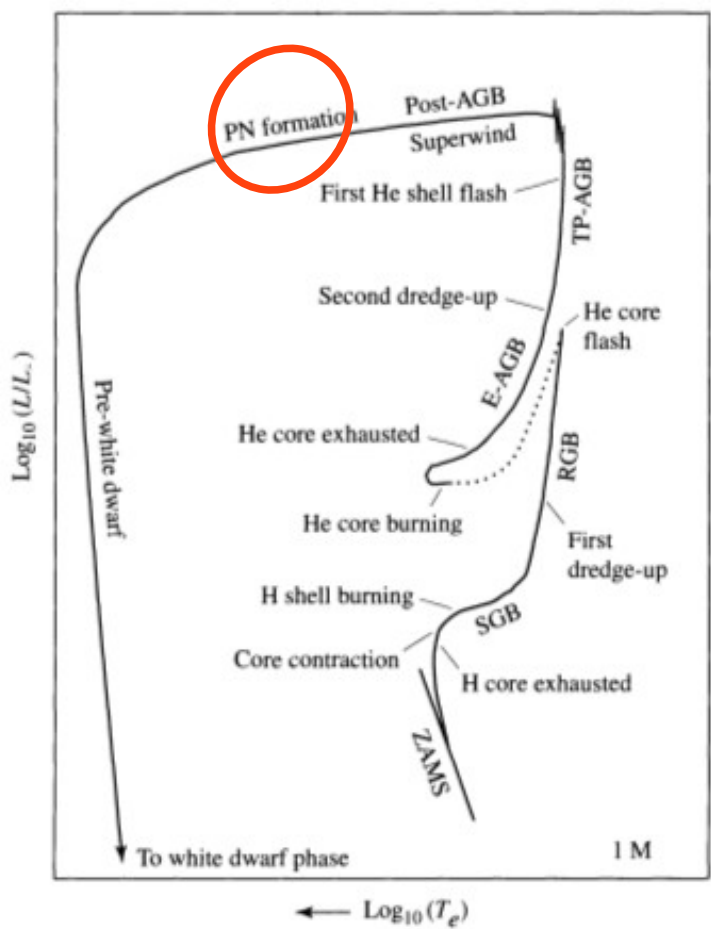 Post-AGB
PN formation
Superwind
First He shell flash
TP-AGB
Second dredge-up
He core
flash
E-AGB
Log10 (L/L.)
Pre-white dwarf
He core exhausted
RGB
He core burning
First
dredge-up
H shell burning
SGB
Core contraction
H core exhausted
ZAMS
To white dwarf phase
1 M
Log10 (Te)